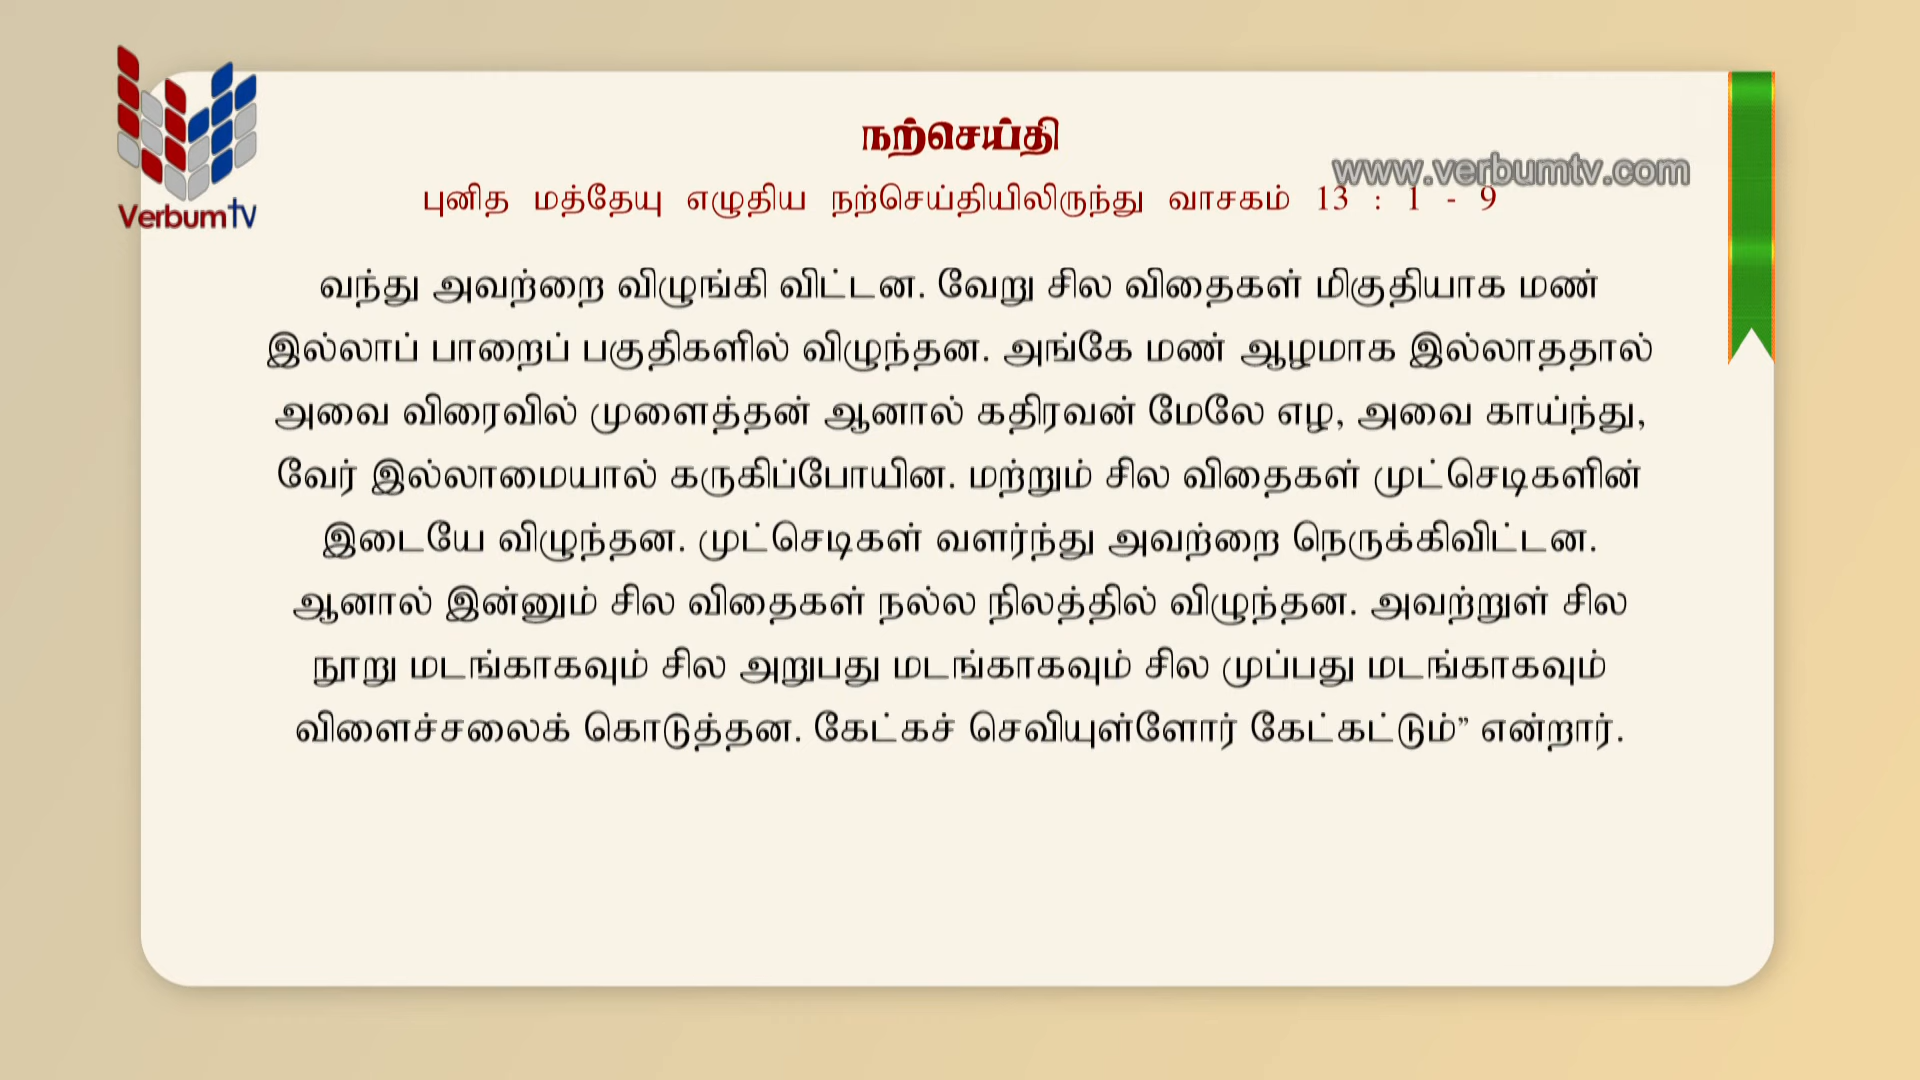 நற்செய்தி
www.verbumtv.com
புனித மத்தேயு எழுதிய நற்செய்தியிலிருந்து வாசகம் 13 : 1 - 9
VerbumTV
வந்து அவற்றை விழுங்கி விட்டன. வேறு சில விதைகள் மிகுதியாக மண்
இல்லாப் பாறைப் பகுதிகளில் விழுந்தன. அங்கே மண் ஆழமாக இல்லாததால்
அவை விரைவில் முளைத்தன் ஆனால் கதிரவன் மேலே எழ, அவை காய்ந்து,
வேர் இல்லாமையால் கருகிப்போயின. மற்றும் சில விதைகள் முட்செடிகளின்
இடையே விழுந்தன. முட்செடிகள் வளர்ந்து அவற்றை நெருக்கிவிட்டன.
ஆனால் இன்னும் சில விதைகள் நல்ல நிலத்தில் விழுந்தன. அவற்றுள் சில
நூறு மடங்காகவும் சில அறுபது மடங்காகவும் சில முப்பது மடங்காகவும்
விளைச்சலைக் கொடுத்தன. கேட்கச் செவியுள்ளோர் கேட்கட்டும்” என்றார்.